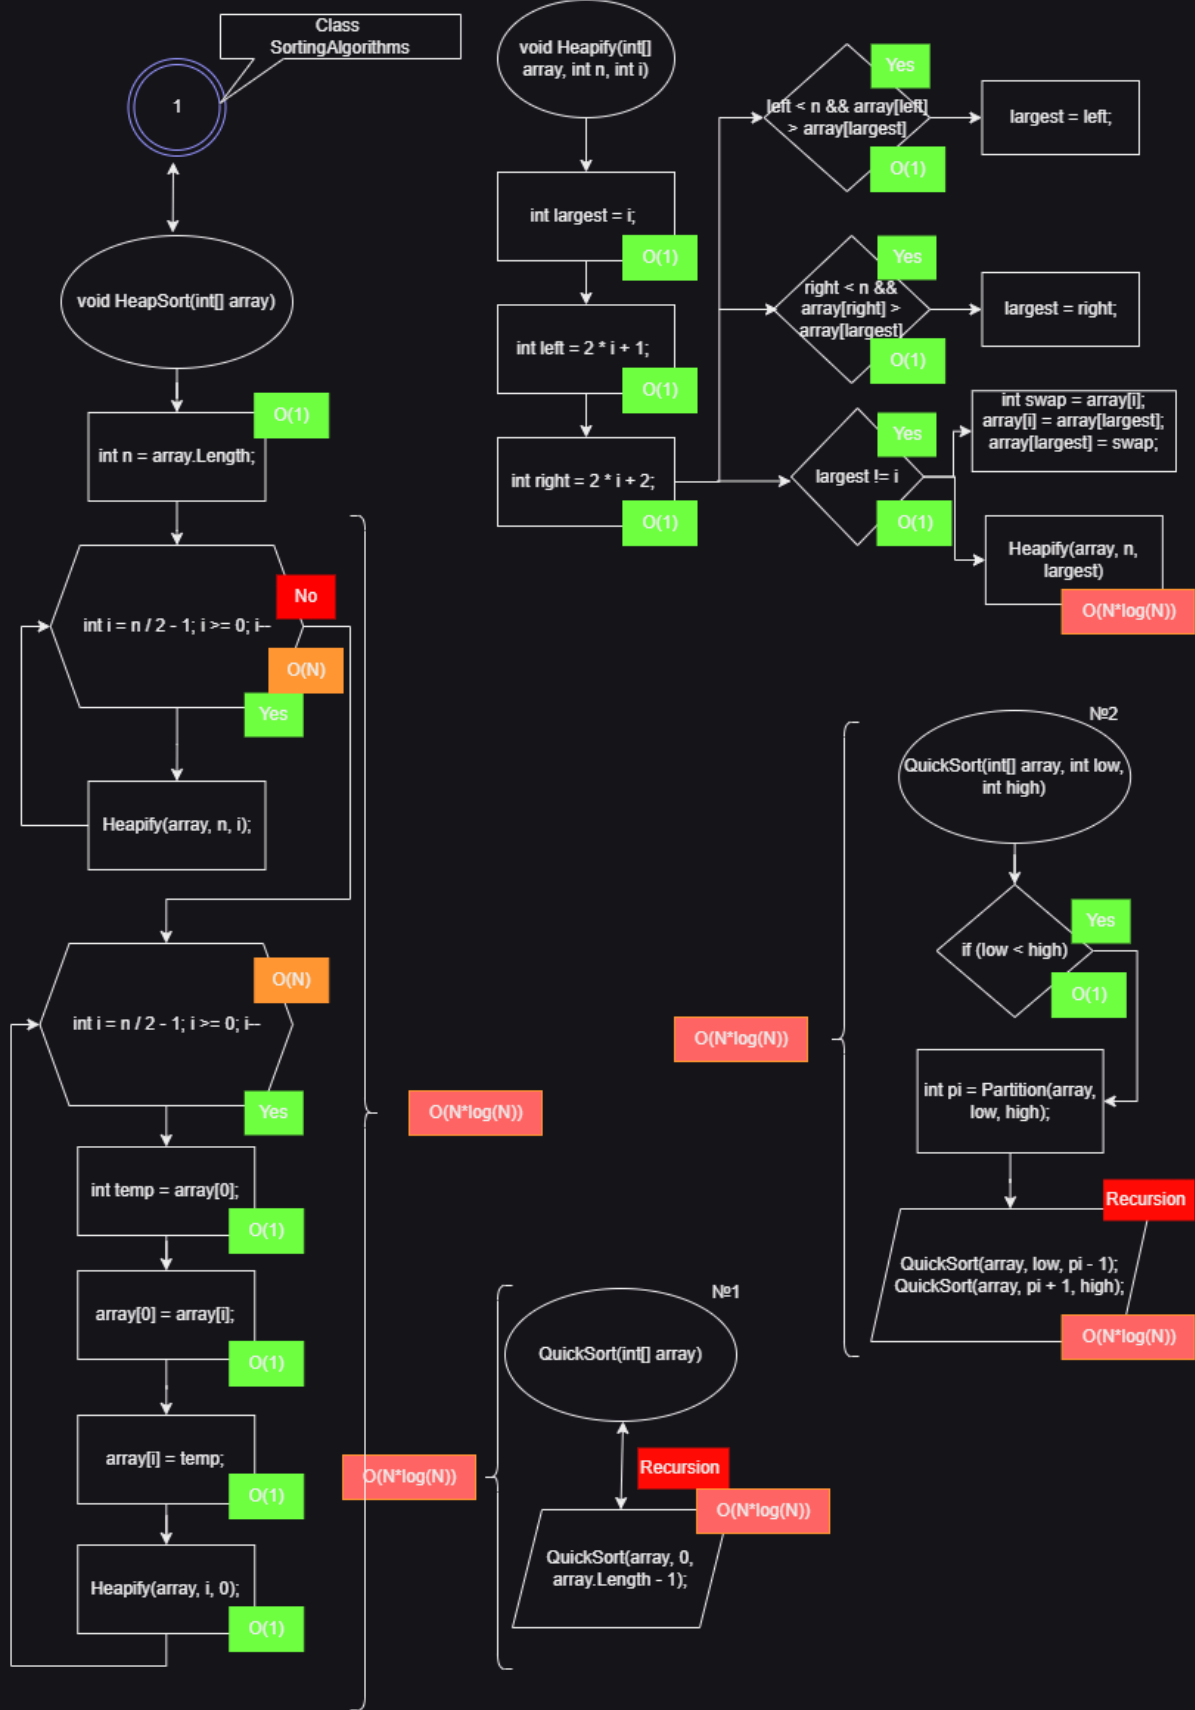 Class
SortingAlgorithms
1
void HeapSort(int[] array)
O(1)
int n = array.Length;
No
int i = n / 2 - 1; i >= 0; i--
O(N)
Yes
Heapify(array, n, i);
O(N)
int i = n / 2 - 1; i >= 0; i--
Yes
int temp = array[0];
O(1)
array[0] = array[i];
O(1)
array[i] = temp;
O(1)
Heapify(array, i, 0);
O(1)
O(N*log(N))
void Heapify(int[]
array, int n, int i)
int largest = i;
O(1)
int left = 2 * i + 1;
O(1)
int right = 2 * i + 2;
O(1)
Yes
left < n && array[left]
> array[largest]
O(1)
largest = left;
Yes
right < n &&
array[right] >
array[largest]
O(1)
largest = right;
Yes
largest != i
O(1)
int swap = array[i];
array[i] = array[largest];
array[largest] = swap;
Heapify(array, n,
largest)
O(N*log(N))
№2
QuickSort(int[] array, int low,
int high)
Yes
if (low < high)
O(1)
O(N*log(N))
int pi = Partition(array,
low, high);
Recursion
QuickSort(array, low, pi - 1);
QuickSort(array, pi + 1, high);
O(N*log(N))
№1
QuickSort(int[] array)
O(N*log(N))
Recursion
O(N*log(N))
QuickSort(array, 0,
array.Length - 1);